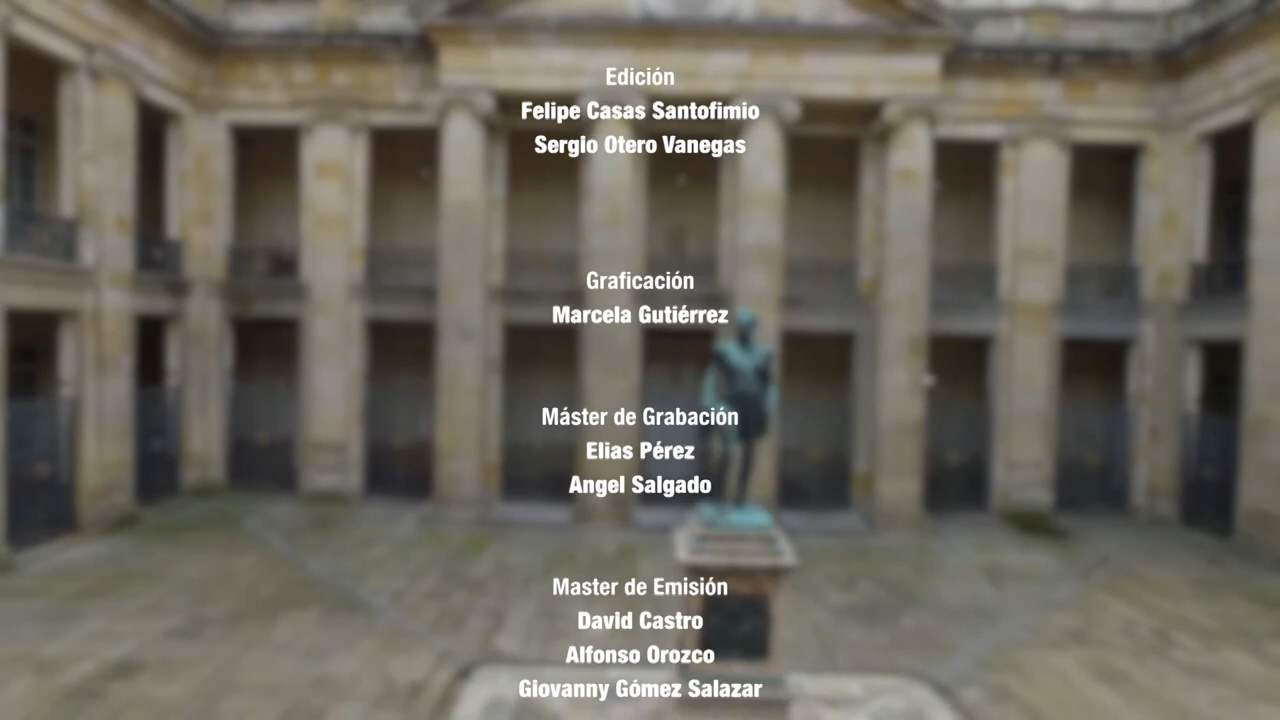 Edición
Felipe Casas Santofimio
Sergio Otero Vanegas
Graficación
Marcela Gutiérrez
Máster de Grabación
Elias Pérez
Angel Salgado
Master de Emisión
David Castro
Alfonso Orozco
Giovanny Gómez Salazar